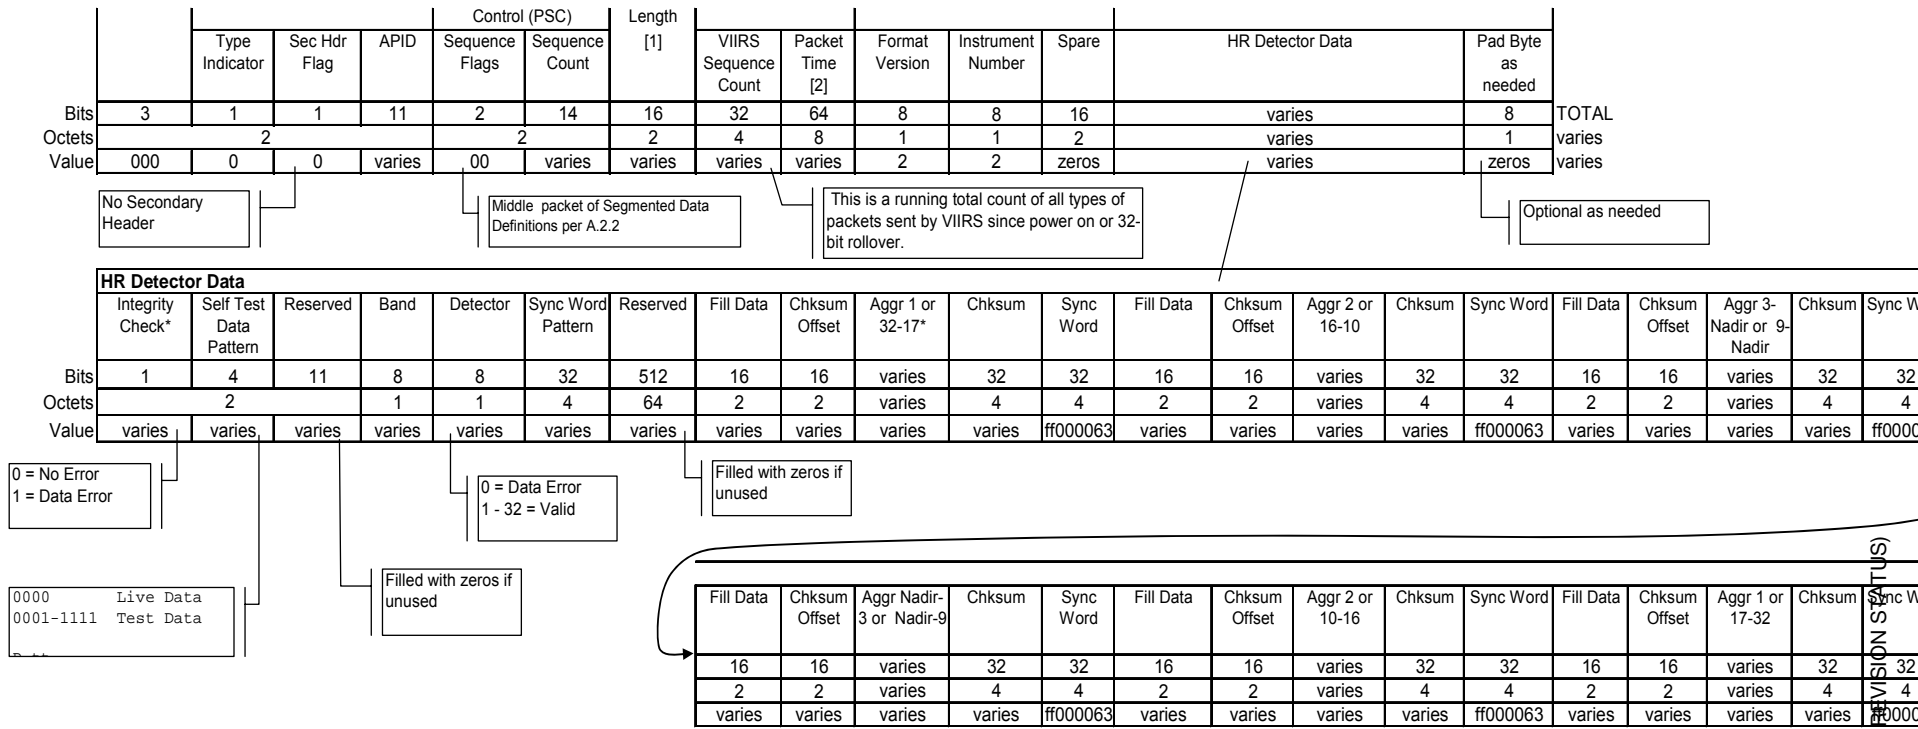 Control (PSC) Length
Type Indicator Sec Hdr Flag APID Sequence Flags Sequence Count [1] VIIRS Sequence Count Packet Time [2] Format Version Instrument Number Spare HR Detector Data Pad Byte as needed
Bits 3 1 1 11 2 14 16 32 64 8 8 16 varies 8 TOTAL
Octets 2 2 2 4 8 1 1 2 varies 1 varies
Value 000 0 0 varies 00 varies varies varies varies 2 2 zeros varies zeros varies
No Secondary
Header
Middle packet of Segmented Data
Definitions per A.2.2
This is a running total count of all types of
packets sent by VIIRS since power on or 32-
bit rollover.
Optional as needed
HR Detector Data
Integrity Check* Self Test Data Pattern Reserved Band Detector Sync Word Pattern Reserved Fill Data Chksum Offset Aggr 1 or 32-17* Chksum Sync Word Fill Data Chksum Offset Aggr 2 or 16-10 Chksum Sync Word Fill Data Chksum Offset Aggr 3-Nadir or 9-Nadir Chksum Sync W
Bits 1 4 11 8 8 32 512 16 16 varies 32 32 16 16 varies 32 32 16 16 varies 32 32
Octets 2 1 1 4 64 2 2 varies 4 4 2 2 varies 4 4 2 2 varies 4 4
Value varies varies varies varies varies varies varies varies varies varies varies ff000063 varies varies varies varies ff000063 varies varies varies varies ff0000
0 = No Error
1 = Data Error
0 = Data Error
1 - 32 = Valid
Filled with zeros if
unused
Filled with zeros if
unused
0000 Live Data
0001-1111 Test Data
Fill Data Chksum Offset Aggr Nadir-3 or Nadir-9 Chksum Sync Word Fill Data Chksum Offset Aggr 2 or 10-16 Chksum Sync Word Fill Data Chksum Offset Aggr 1 or 17-32 Chksum Sync W
16 16 varies 32 32 16 16 varies 32 32 16 16 varies 32 32
2 2 varies 4 4 2 2 varies 4 4 2 2 varies 4 4
varies varies varies varies ff000063 varies varies varies varies ff000063 varies varies varies varies
REVISION STATUS)